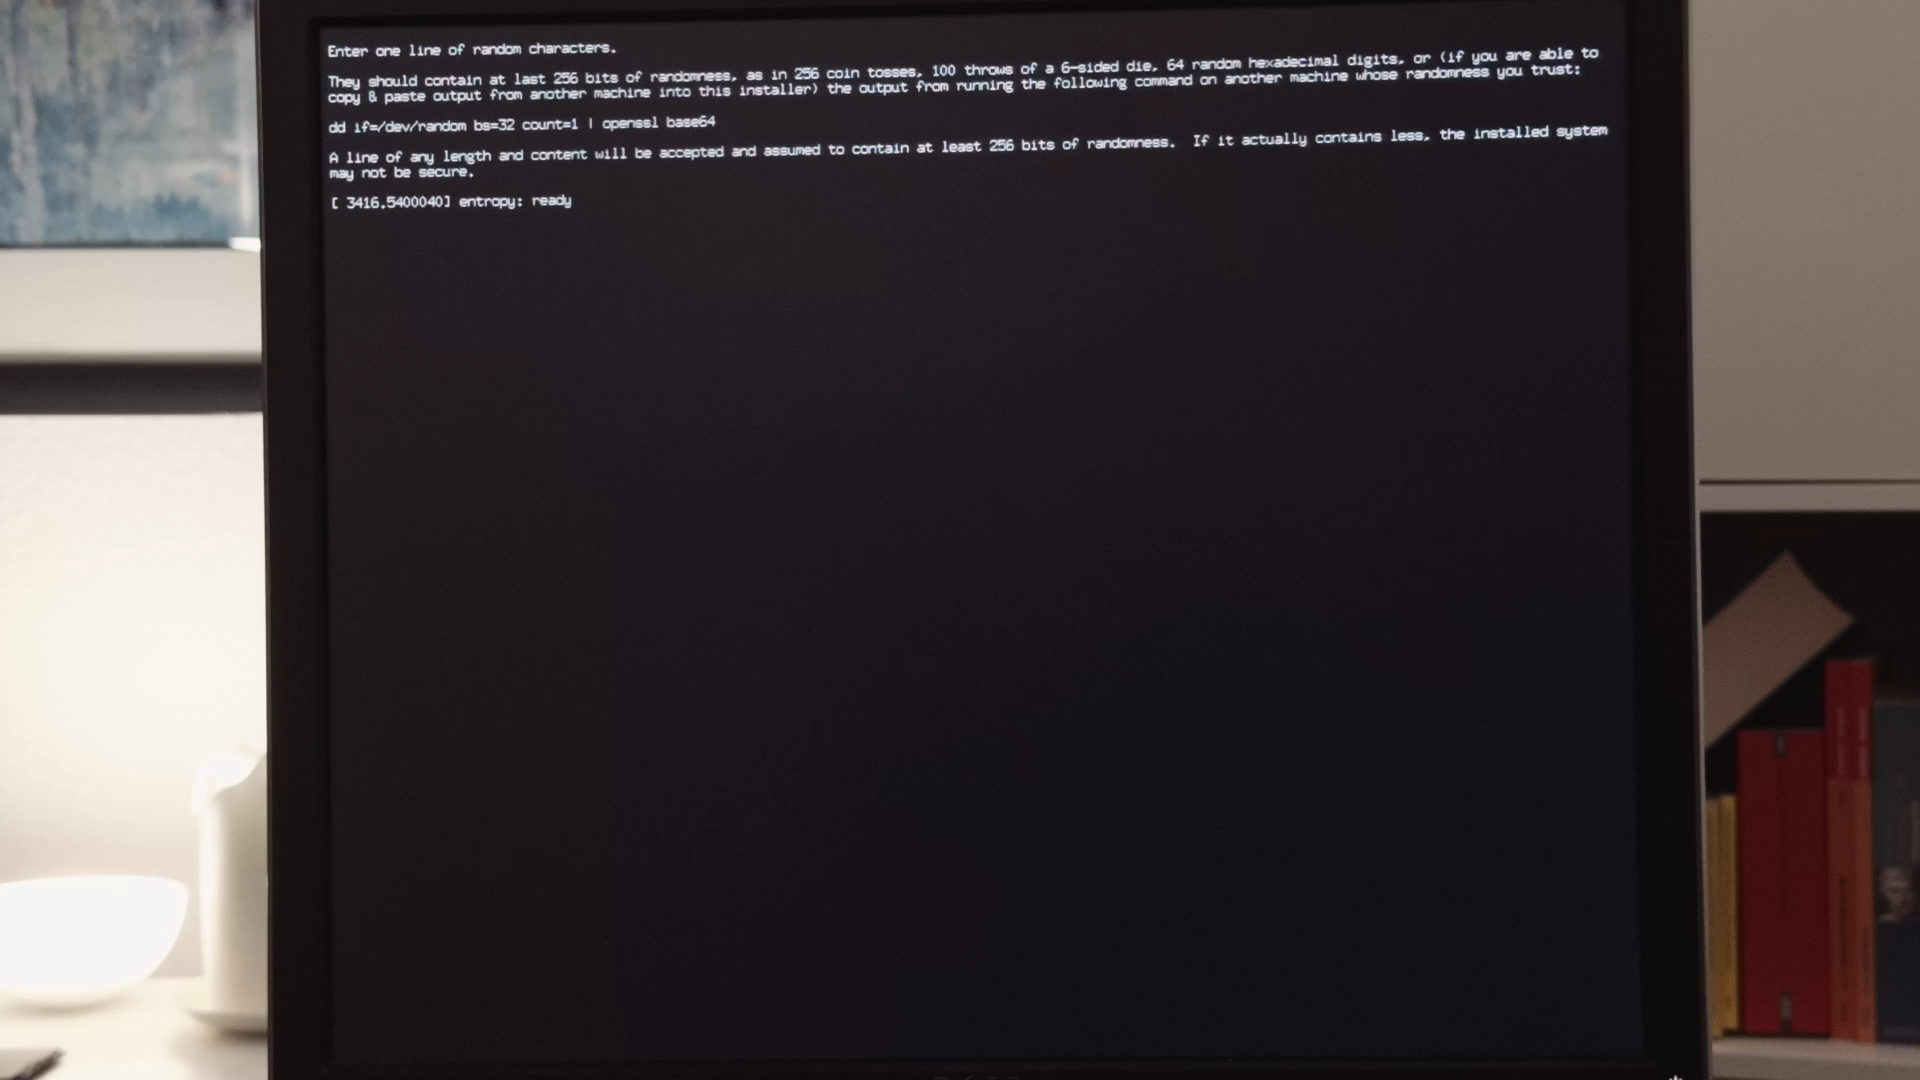 Enter one line of random characters.
They should contain at last 256 bits of randomness, as in 256 coin tosses, 100 throws of a 6-sided die, 64 random hexadecimal digits, or (if you are able to
copy & paste output from another machine into this installer) the output from running the following command on another machine whose randomness you trust:
dd if=/dev/random bs=32 count=1 | openssl base64
A line of any length and content will be accepted and assumed to contain at least 256 bits of randomness.  If it actually contains less, the installed system
may not be secure.
[ 3416.5400040] entropy: ready